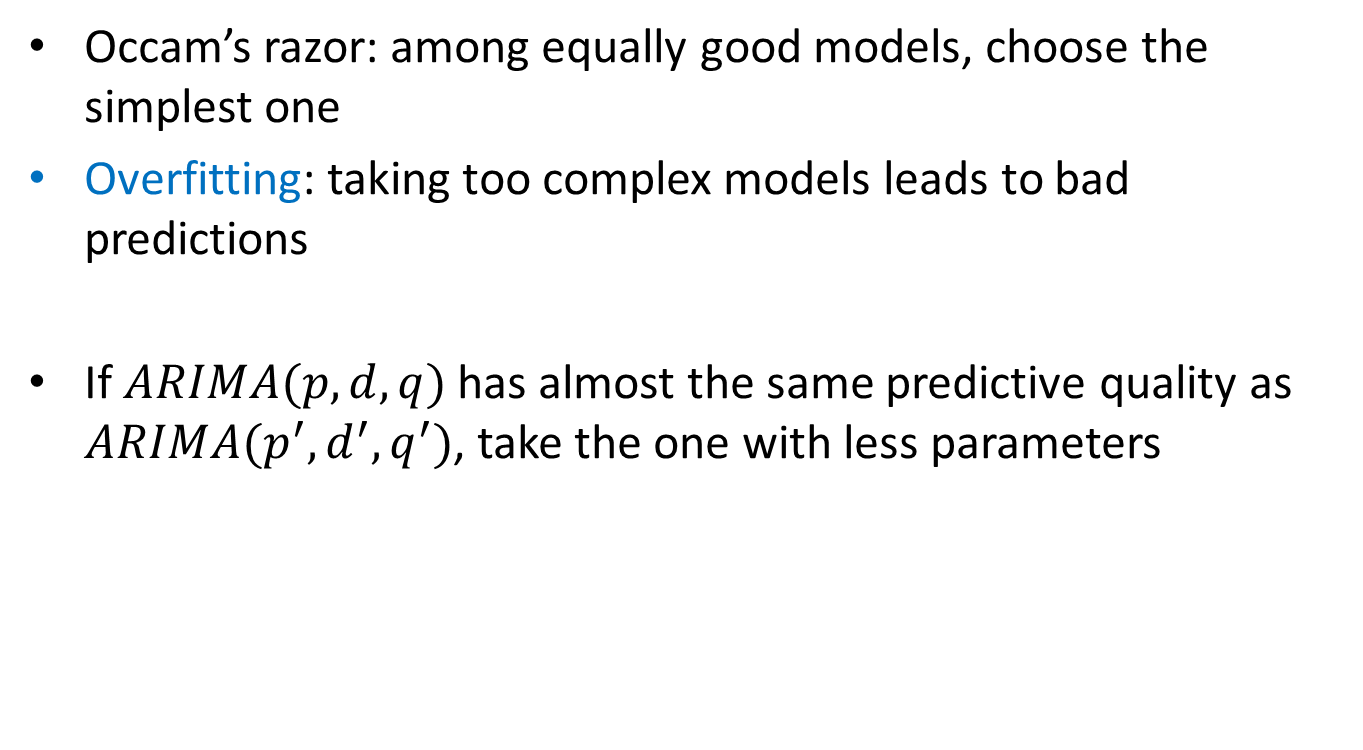 • Occam’s razor: among equally good models, choose the
simplest one
• Overfitting: taking too complex models leads to bad
predictions
• If ARIMA(p, d, q) has almost the same predictive quality as
ARIMA(p′, d′, q′), take the one with less parameters